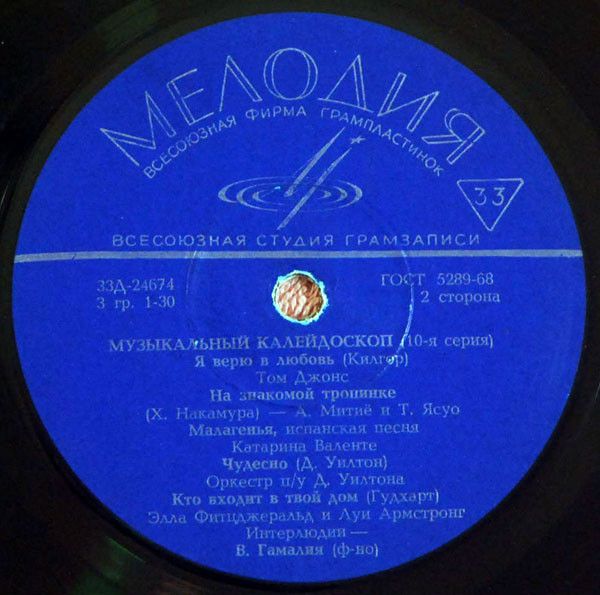 МЕЛОДИЯ
ВСЕСОЮЗНАЯ ФИРМА ГРАМПЛАСТИНОК
33
ВСЕСОЮЗНАЯ СТУДИЯ ГРАМЗАПИСИ
33Д-24674 ГОСТ 5289-68
3 гр. 1-30 2 сторона
МУЗЫКАЛЬНЫЙ КАЛЕЙДОСКОП (10-я серия)
Я верю в любовь (Килгор)
Том Джонс
На знакомой тропинке
(Х. Накамура) — А. Митиё и Т. Ясуо
Малагенья, испанская песня
Катарина Валенте
Чудесно (Д. Уилтон)
Оркестр п/у Д. Уилтона
Кто входит в твой дом (Гудхарт)
Элла Фитцджеральд и Луи Армстронг
Интерлюдии —
В. Гамалия (ф-но)